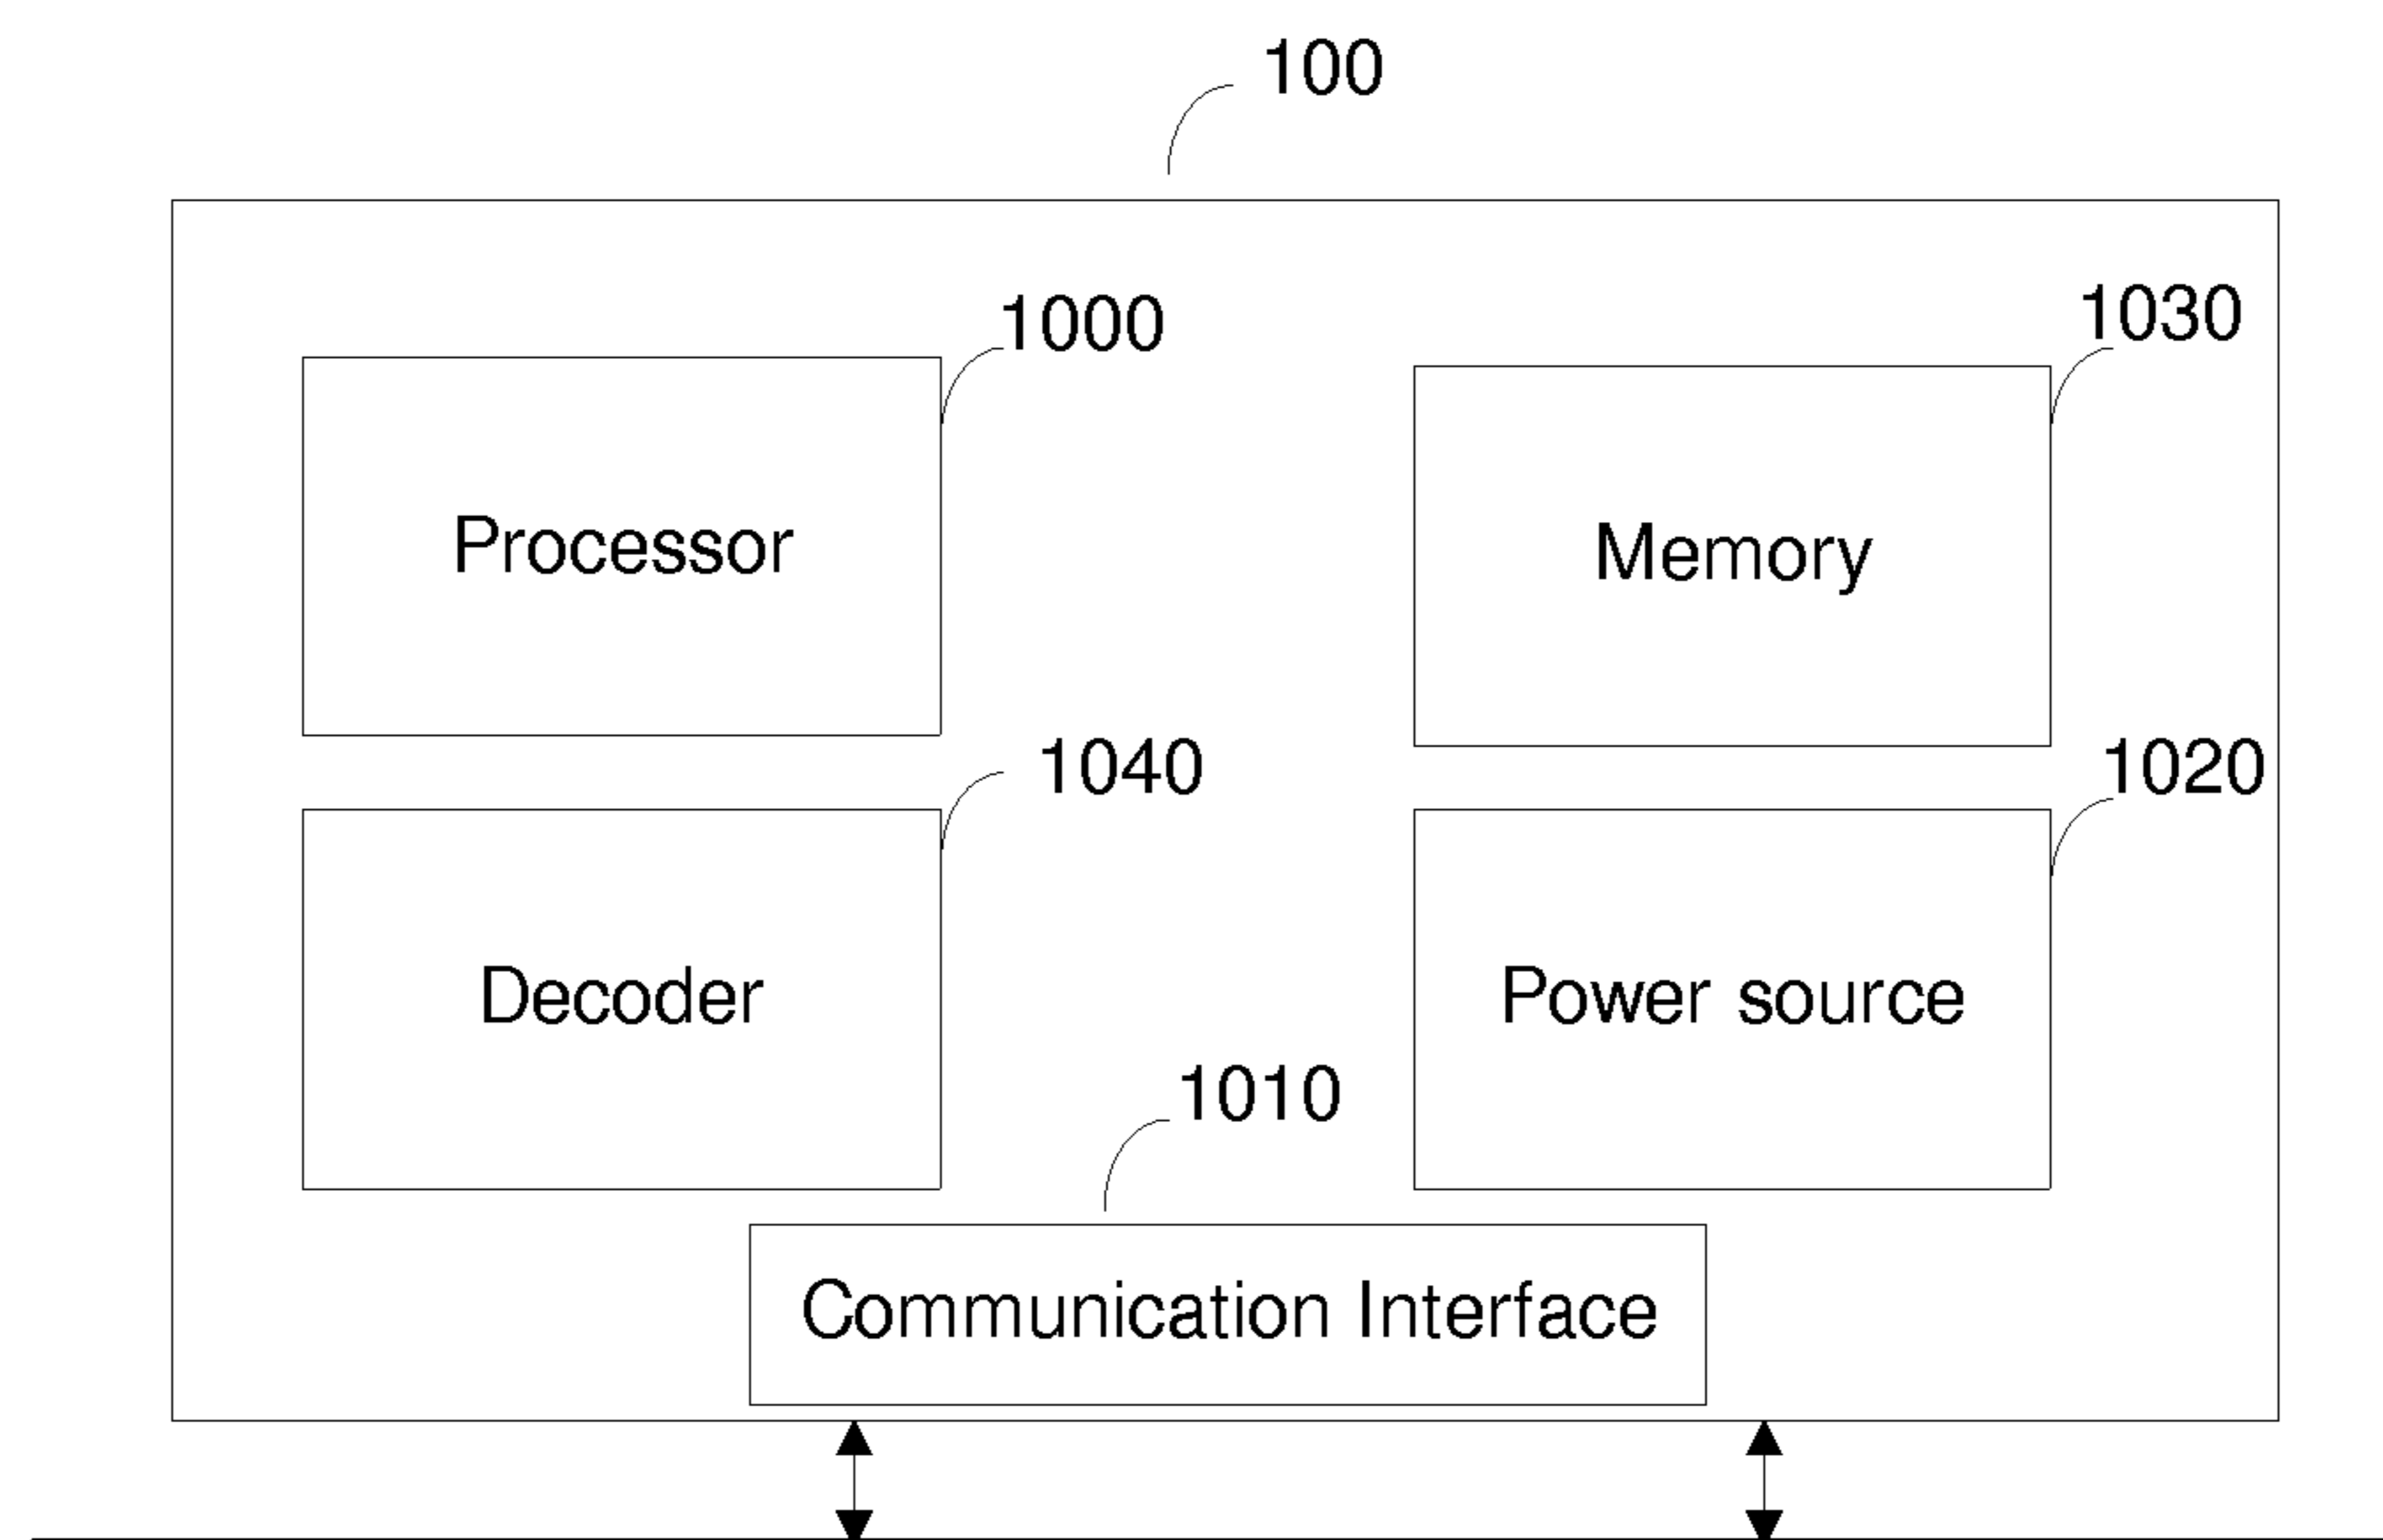 100
1000
1030
Processor
Memory
1040
1020
Decoder
Power source
1010
Communication Interface